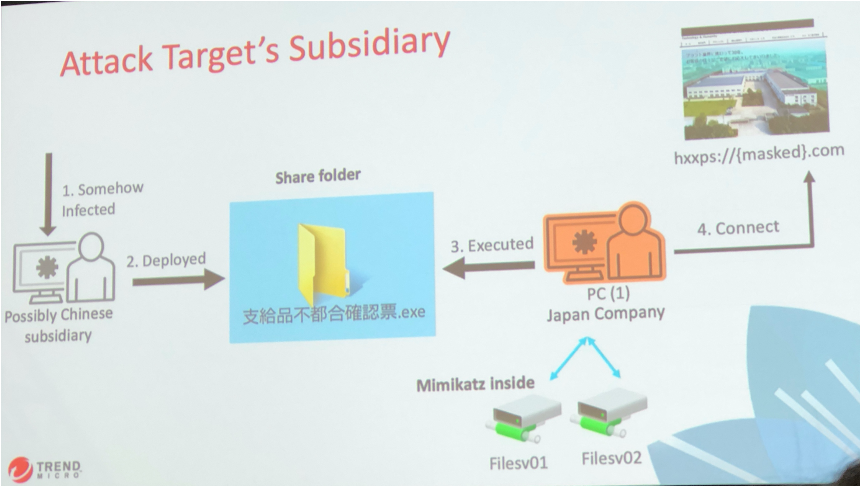 Attack Target's Subsidiary
hxxps://{masked}.com
1. Somehow
Infected
Share folder
2. Deployed
3. Executed
4. Connect
支給品不都合確認票.exe
Possibly Chinese
subsidiary
PC (1)
Japan Company
Mimikatz inside
Filesv01
Filesv02
TREND
MICRO